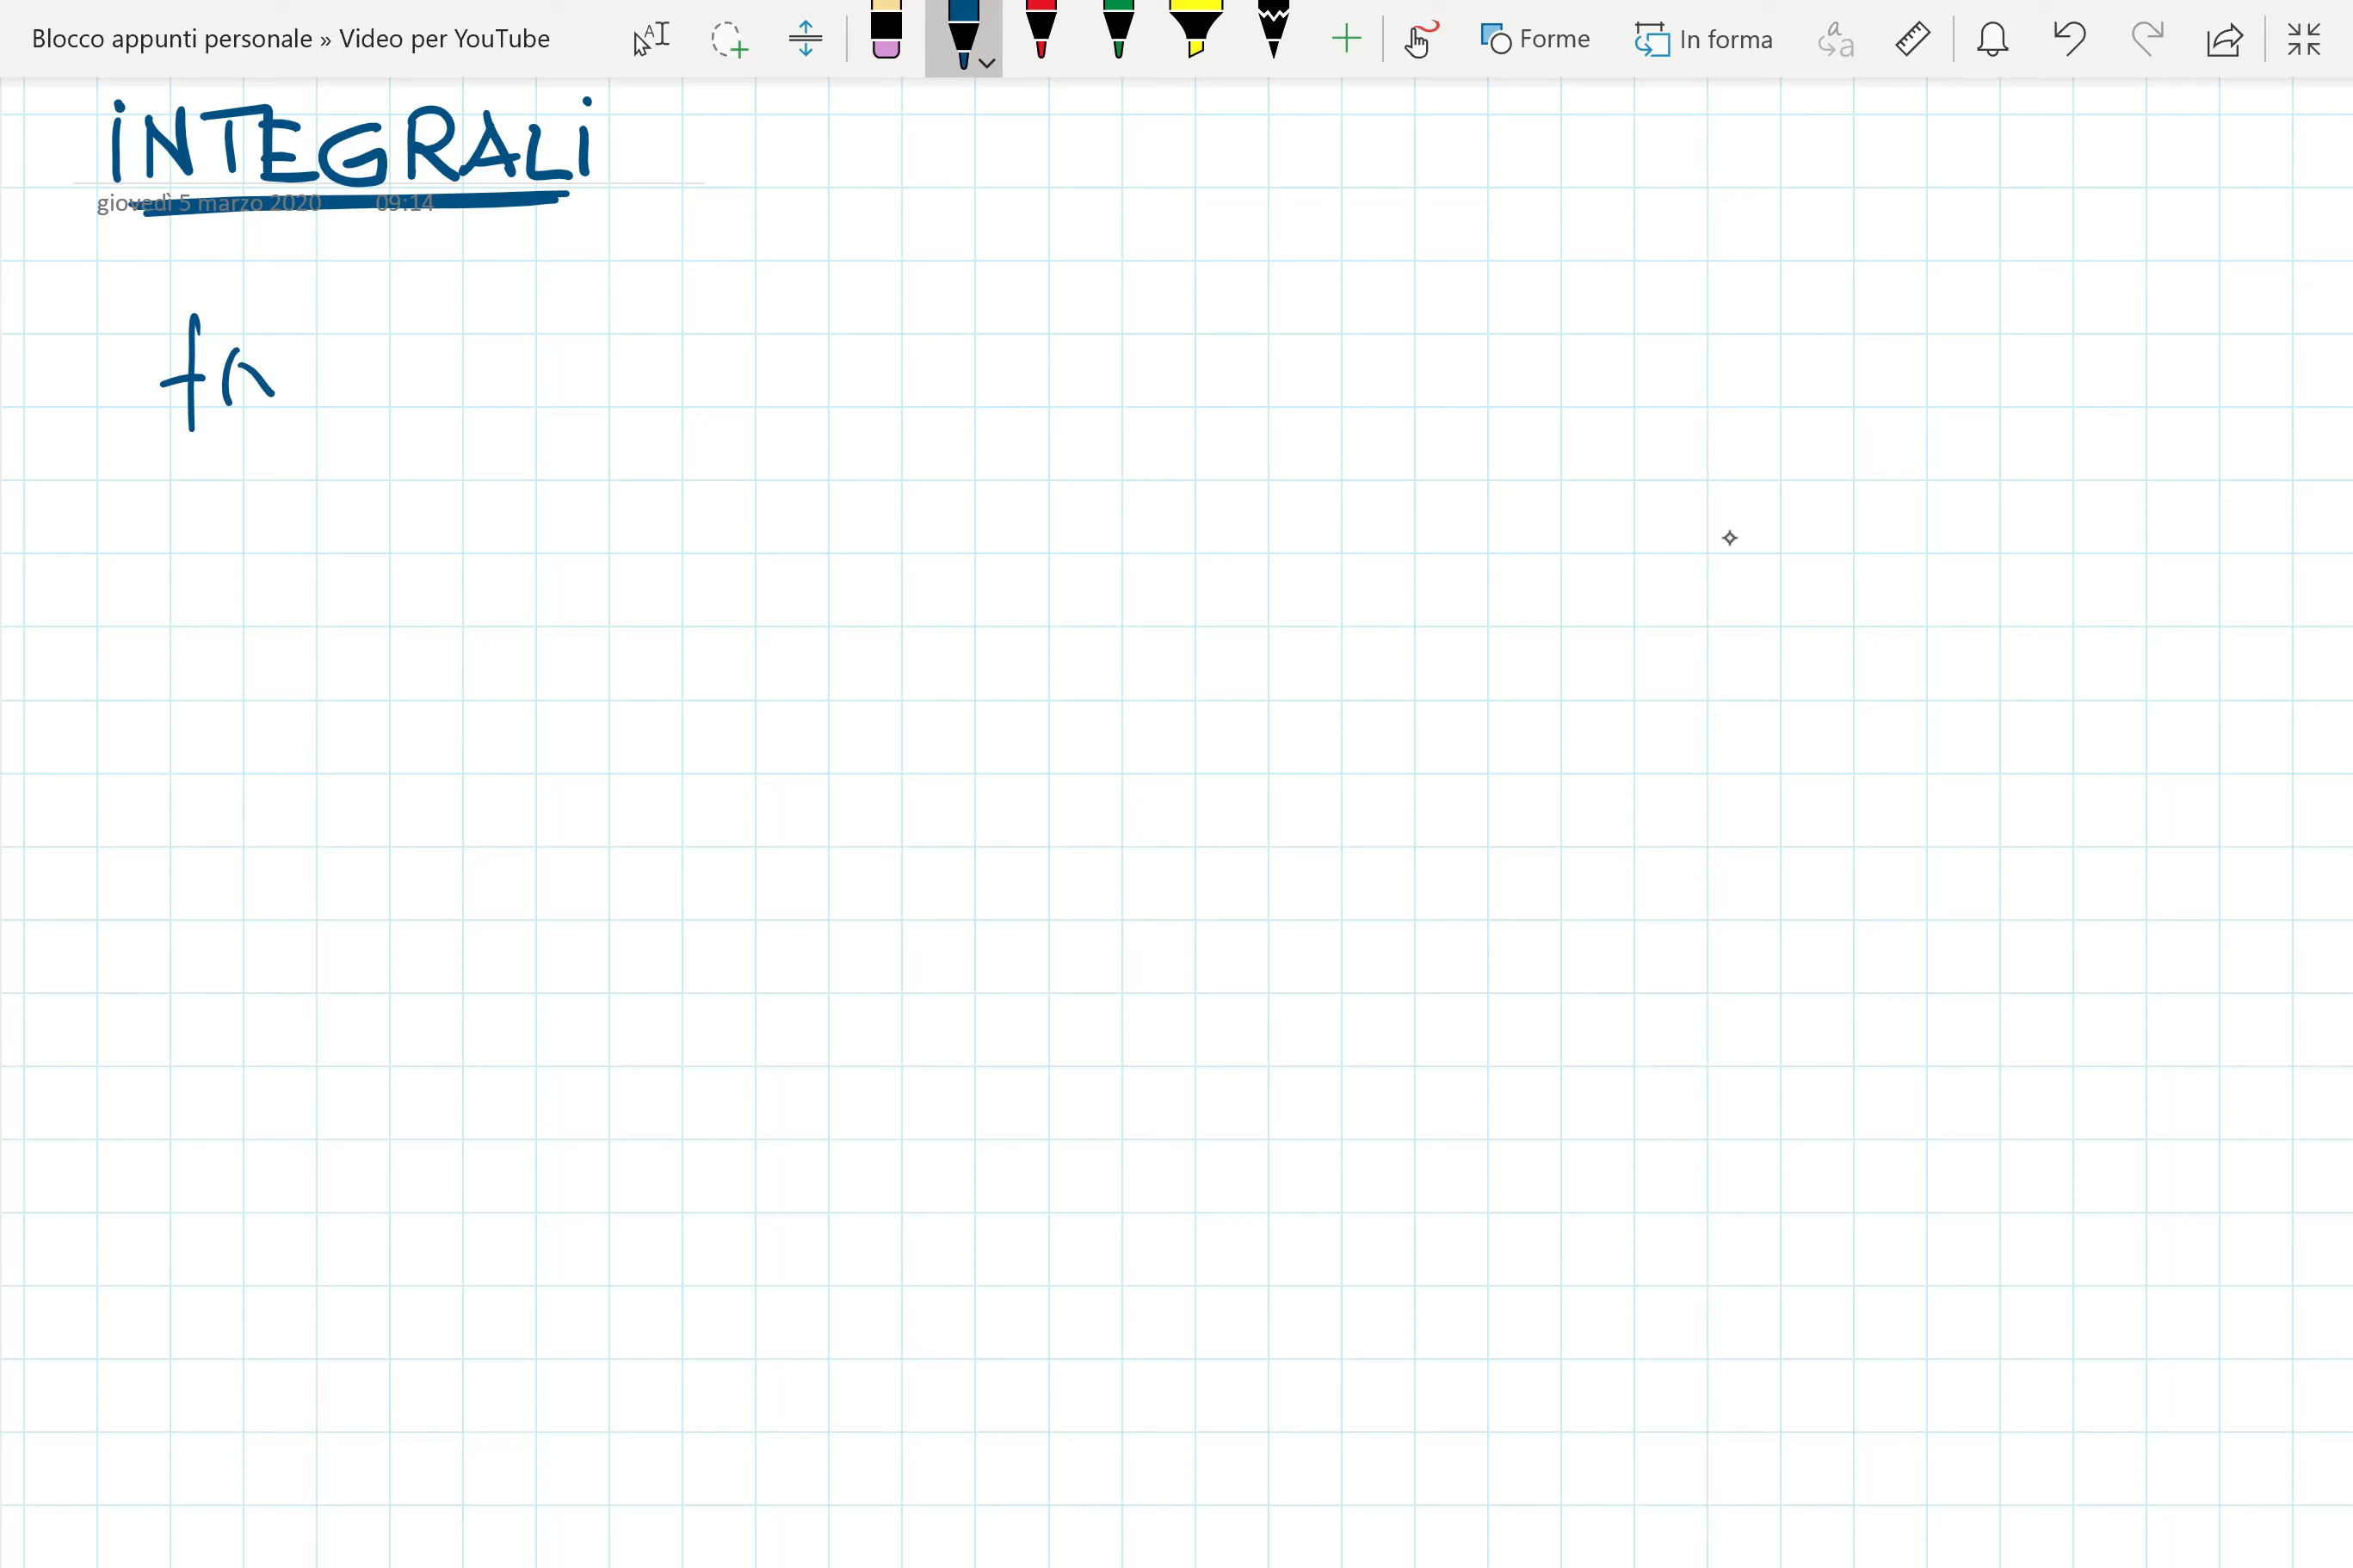 Blocco appunti personale » Video per YouTube
Forme
In forma
INTEGRALI
giovedì 5 marzo 2020 09:14